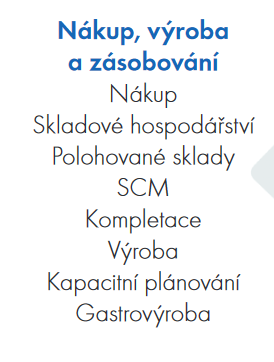 Nákup, výroba
a zásobování
Nákup
Skladové hospodářství
Polohované sklady
SCM
Kompletace
Výroba
Kapacitní plánování
Gastrovýroba